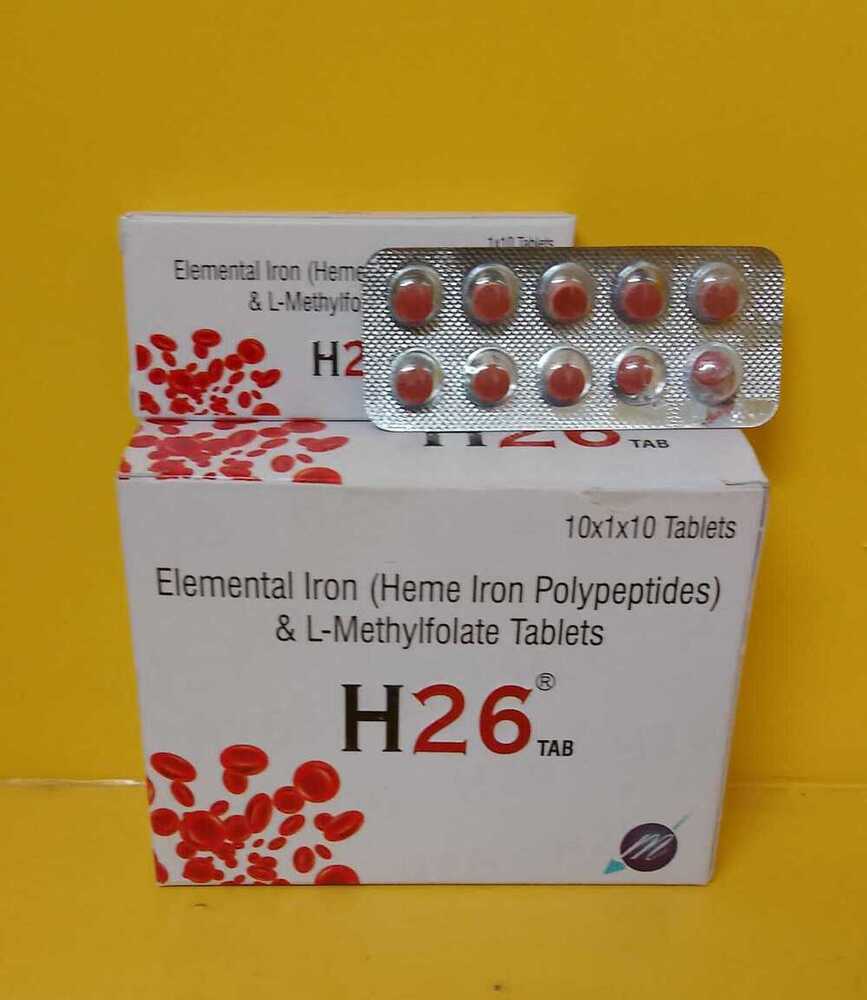 1x10 Tablets
Elemental Iron (Heme
& L-Methylfo
H2
H26 TAB
10x1x10 Tablets
Elemental Iron (Heme Iron Polypeptides)
& L-Methylfolate Tablets
H26® TAB
m